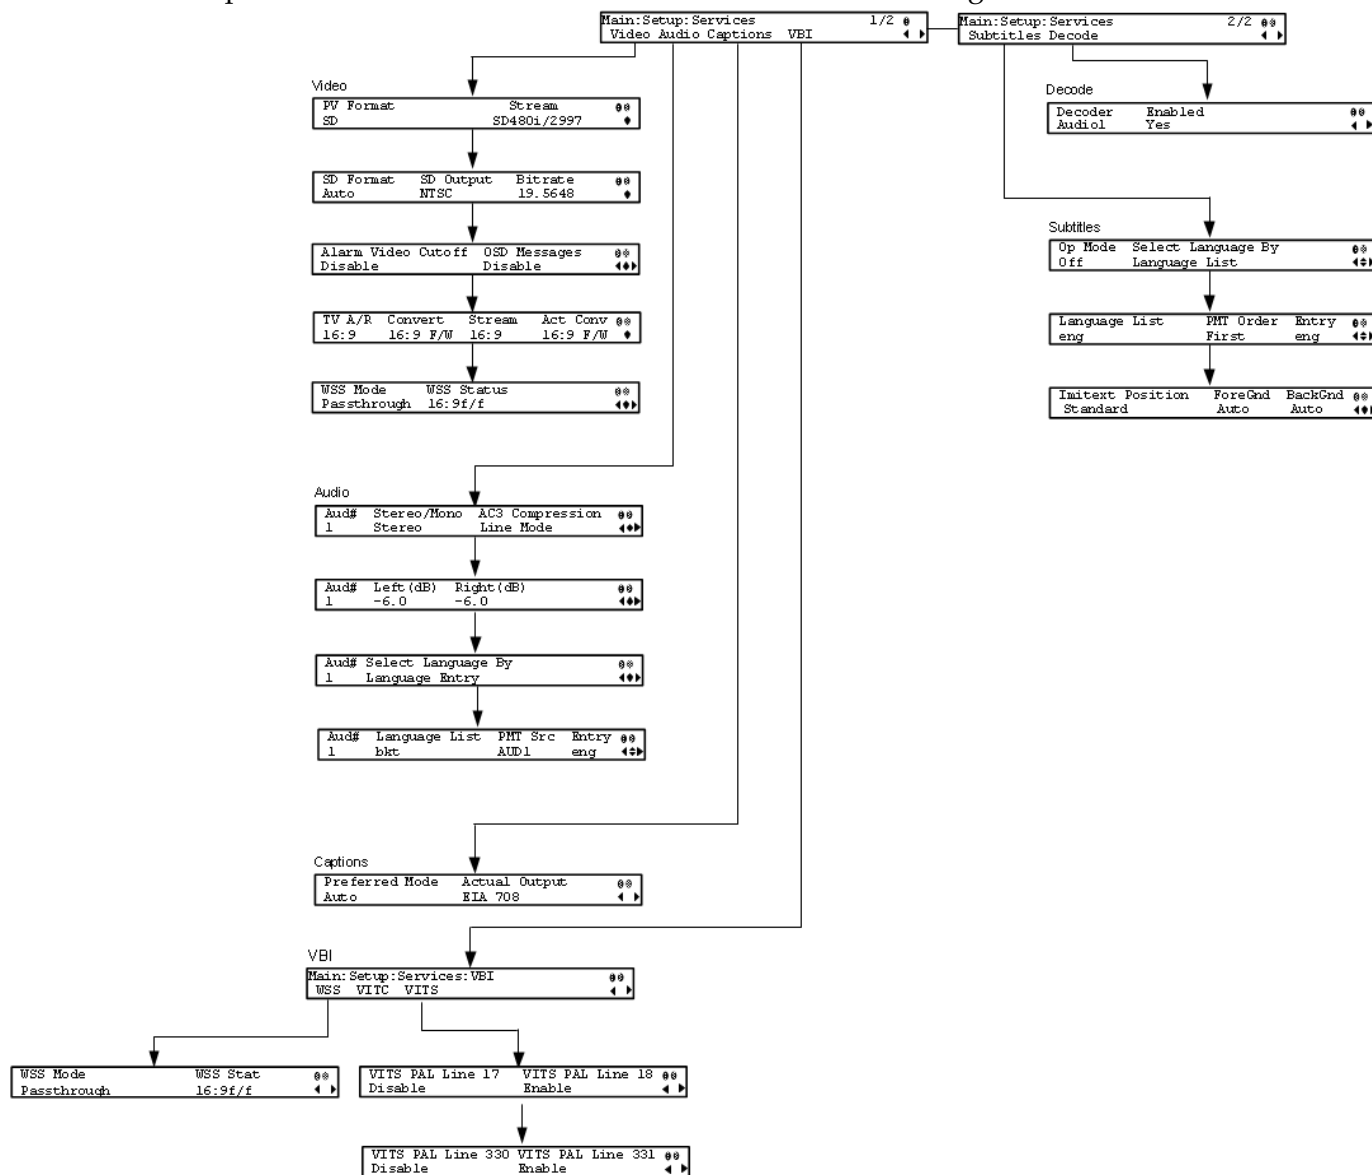 Main:Setup:Services 1/2
Video Audio Captions VBI
Main:Setup:Services 2/2
Subtitles Decode
Video
PV Format Stream
SD SD480i/2997
SD Format SD Output Bitrate
Auto NTSC 19.5648
Alarm Video Cutoff OSD Messages
Disable Disable
TV A/R Convert Stream Act Conv
16:9 16:9 F/W 16:9 16:9 F/W
WSS Mode WSS Status
Passthrough 16:9f/f
Decode
Decoder Enabled
Audio1 Yes
Subtitles
Op Mode Select Language By
Off Language List
Language List PMT Order Entry
eng First eng
Imitext Position ForeGnd BackGnd
Standard Auto Auto
Audio
Aud# Stereo/Mono AC3 Compression
1 Stereo Line Mode
Aud# Left(dB) Right(dB)
1 -6.0 -6.0
Aud# Select Language By
1 Language Entry
Aud# Language List PMT Src Entry
1 bkt AUD1 eng
Captions
Preferred Mode Actual Output
Auto EIA 708
VBI
Main:Setup:Services:VBI
WSS VITC VITS
WSS Mode WSS Stat
Passthrough 16:9f/f
VITS PAL Line 17 VITS PAL Line 18
Disable Enable
VITS PAL Line 330 VITS PAL Line 331
Disable Enable